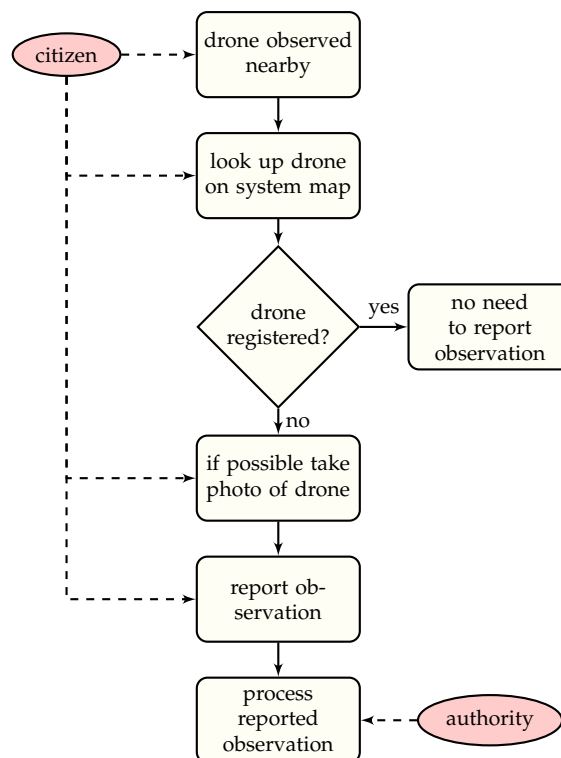 citizen
drone observed
nearby
look up drone
on system map
drone
registered?
yes
no need
to report
observation
no
if possible take
photo of drone
report ob-
servation
process
reported
observation
authority